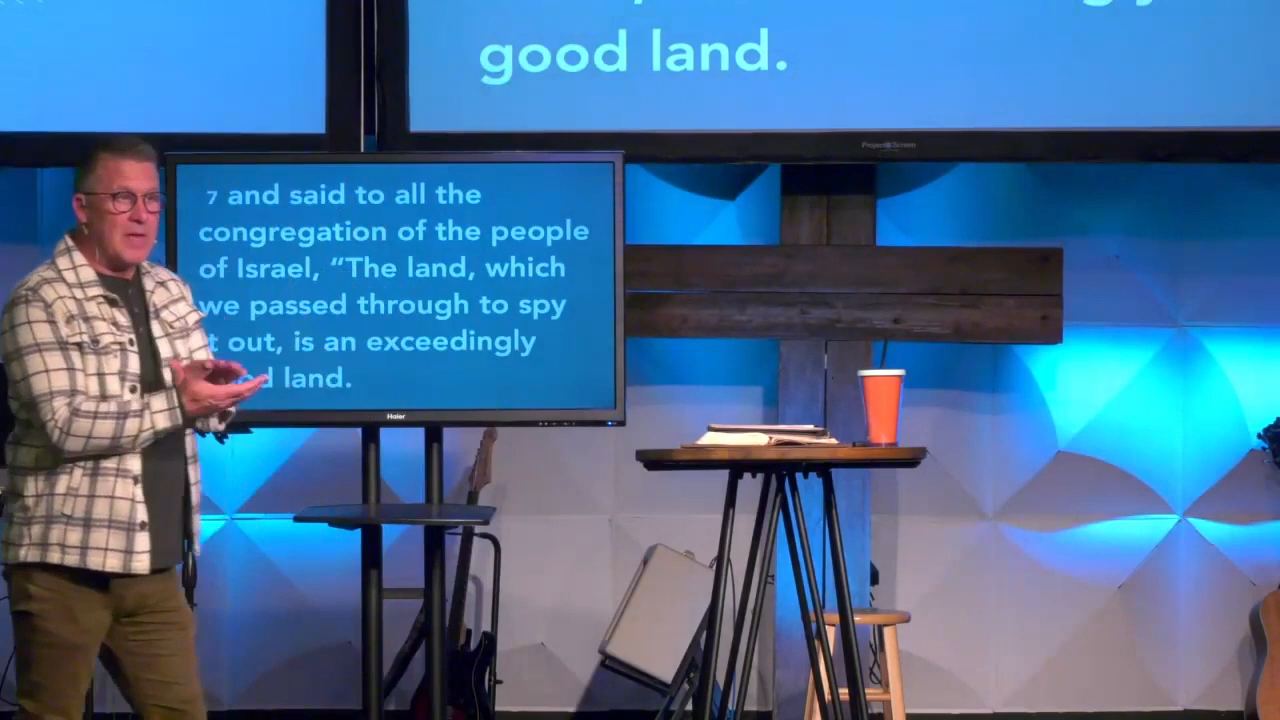 good land.
7 and said to all the
congregation of the people
of Israel, “The land, which
we passed through to spy
t out, is an exceedingly
d land.
Haier